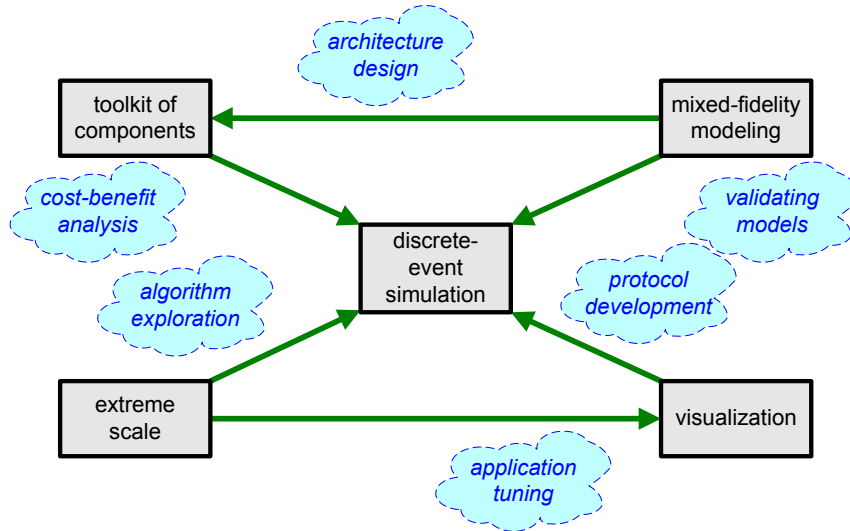 architecture
design
toolkit of
components
mixed-fidelity
modeling
cost-benefit
analysis
validating
models
discrete-
event
simulation
algorithm
exploration
protocol
development
extreme
scale
visualization
application
tuning